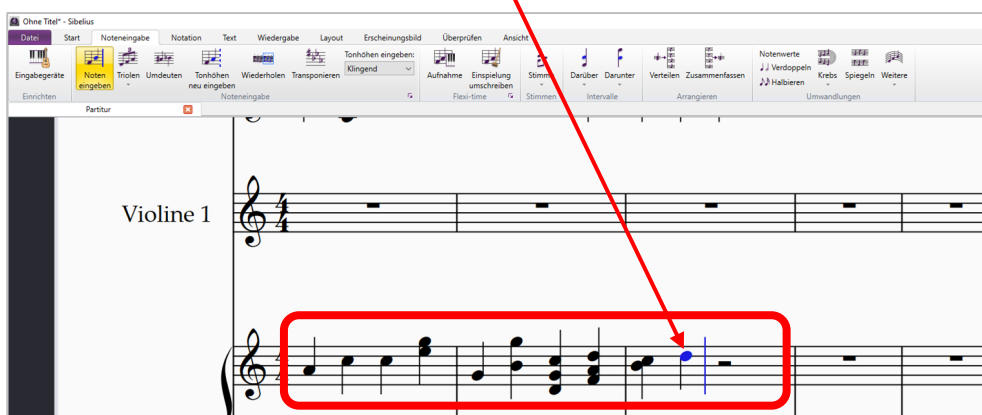 Ohne Titel* - Sibelius
Datei Start Noteneingabe Notation Text Wiedergabe Layout Erscheinungsbild Überprüfen Ansicht
Eingabegeräte
Noten eingeben
Triolen
Umdeuten
Tonhöhen neu eingeben
Wiederholen
Transponieren
Tonhöhen eingeben:
Klingend
Aufnahme
Einspielung umschreiben
Stimme
Darüber
Darunter
Verteilen
Zusammenfassen
Notenwerte
Verdoppeln
Halbieren
Krebs
Spiegeln
Weitere
Einrichten Noteneingabe Flexi-time Stimmen Intervalle Arrangieren Umwandlungen
Partitur
Violine 1